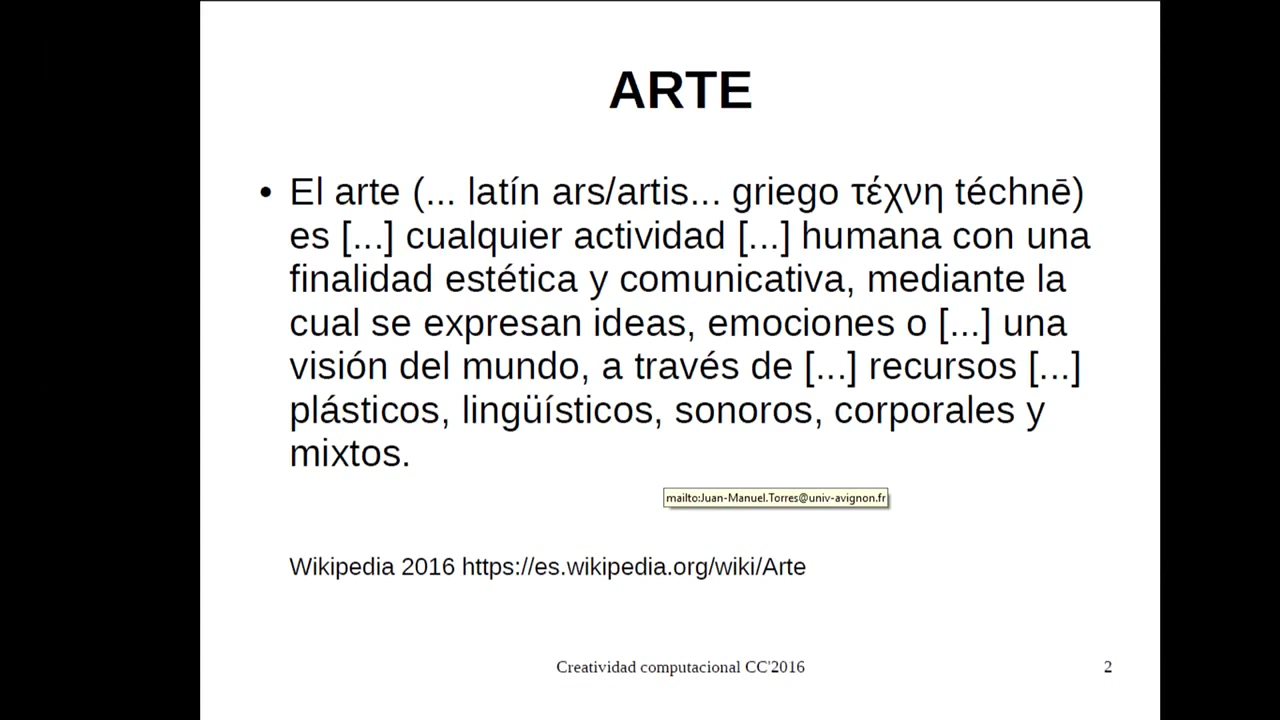 ARTE
• El arte (... latín ars/artis... griego τέχνη téchnē)
es [...] cualquier actividad [...] humana con una
finalidad estética y comunicativa, mediante la
cual se expresan ideas, emociones o [...] una
visión del mundo, a través de [...] recursos [...]
plásticos, lingüísticos, sonoros, corporales y
mixtos.
mailto:Juan-Manuel.Torres@univ-avignon.fr
Wikipedia 2016 https://es.wikipedia.org/wiki/Arte
Creatividad computacional CC'2016
2